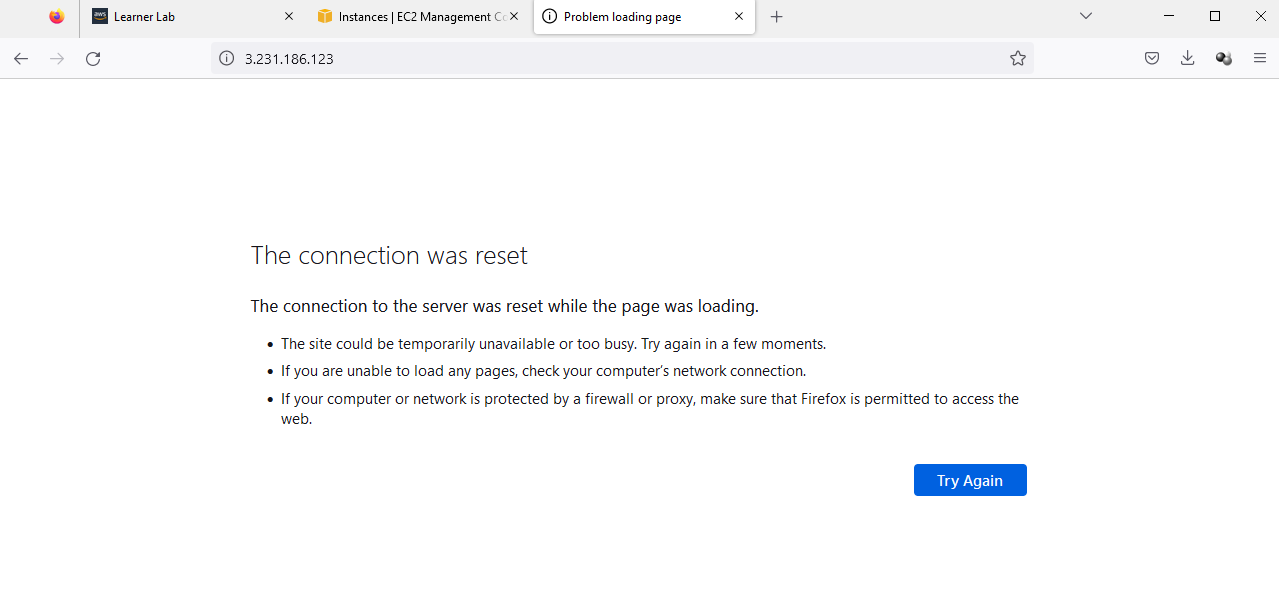 aws Learner Lab
Instances | EC2 Management Co
Problem loading page
3.231.186.123
The connection was reset
The connection to the server was reset while the page was loading.
The site could be temporarily unavailable or too busy. Try again in a few moments.
If you are unable to load any pages, check your computer’s network connection.
If your computer or network is protected by a firewall or proxy, make sure that Firefox is permitted to access the
web.
Try Again